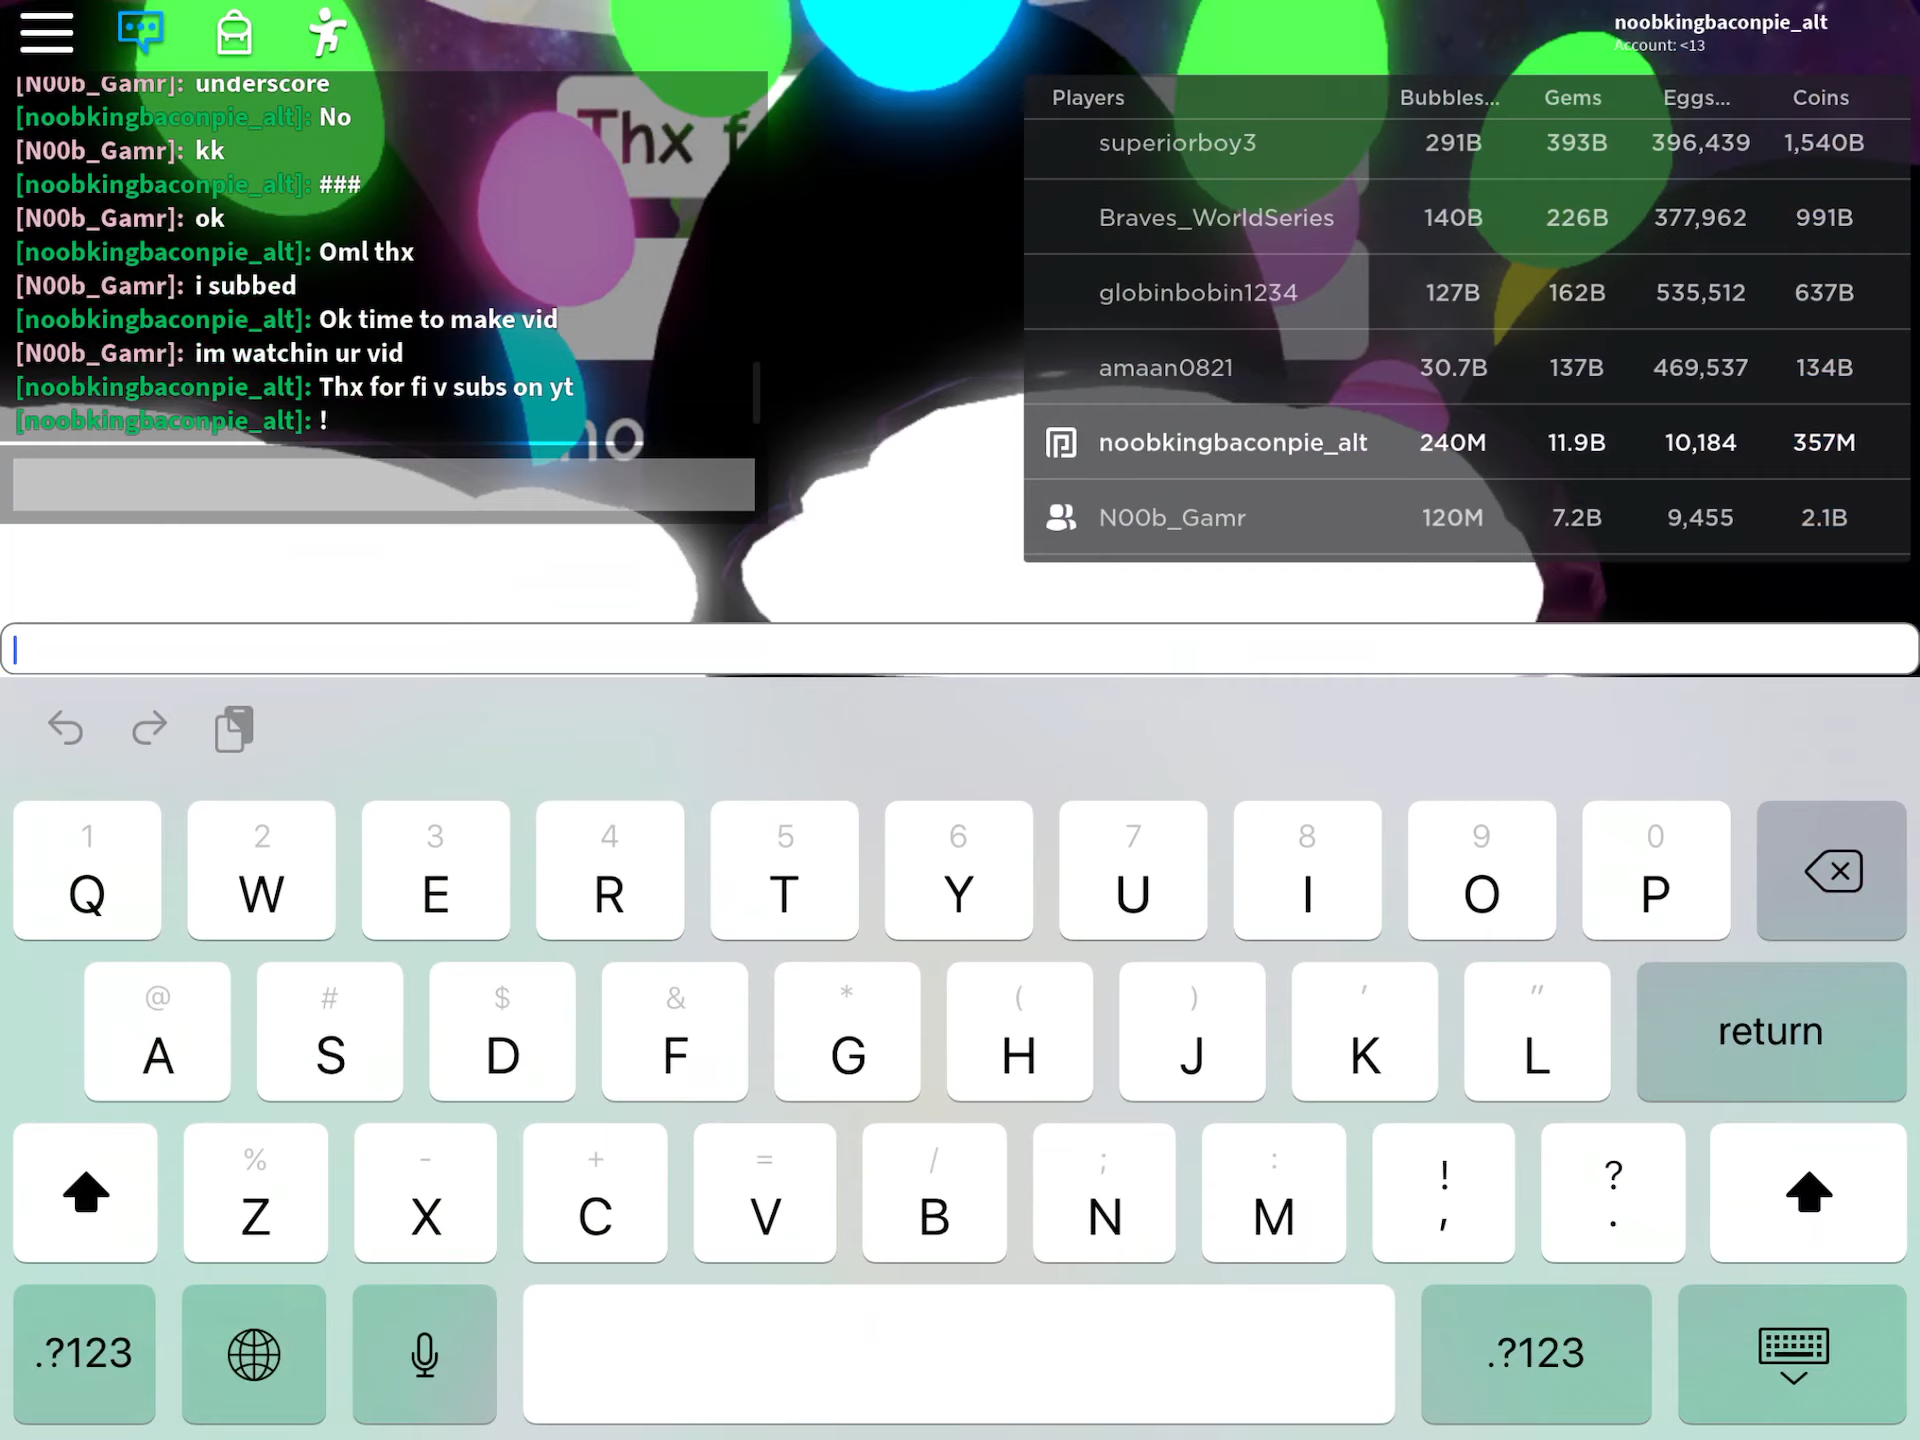 noobkingbaconpie_alt
Account: <13
[N00b_Gamr]: underscore
[noobkingbaconpie_alt]: No
[N00b_Gamr]: kk
[noobkingbaconpie_alt]: ###
[N00b_Gamr]: ok
[noobkingbaconpie_alt]: Oml thx
[N00b_Gamr]: i subbed
[noobkingbaconpie_alt]: Ok time to make vid
[N00b_Gamr]: im watchin ur vid
[noobkingbaconpie_alt]: Thx for fi v subs on yt
[noobkingbaconpie_alt]: !
Thx f
no
Players Bubbles... Gems Eggs... Coins
superiorboy3 291B 393B 396,439 1,540B
Braves_WorldSeries 140B 226B 377,962 991B
globinbobin1234 127B 162B 535,512 637B
amaan0821 30.7B 137B 469,537 134B
noobkingbaconpie_alt 240M 11.9B 10,184 357M
N00b_Gamr 120M 7.2B 9,455 2.1B
1 2 3 4 5 6 7 8 9 0
Q W E R T Y U I O P
@ # $ & * ( ) ' "
A S D F G H J K L return
% - + = / ; : ! ?
Z X C V B N M , .
.?123 .?123